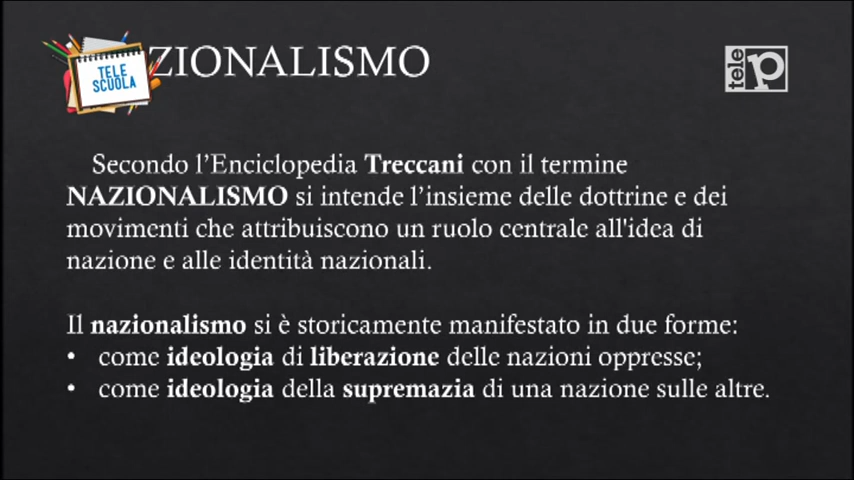 ZIONALISMO
TELE
SCUOLA
tele p
Secondo l’Enciclopedia Treccani con il termine
NAZIONALISMO si intende l’insieme delle dottrine e dei
movimenti che attribuiscono un ruolo centrale all'idea di
nazione e alle identità nazionali.
Il nazionalismo si è storicamente manifestato in due forme:
• come ideologia di liberazione delle nazioni oppresse;
• come ideologia della supremazia di una nazione sulle altre.